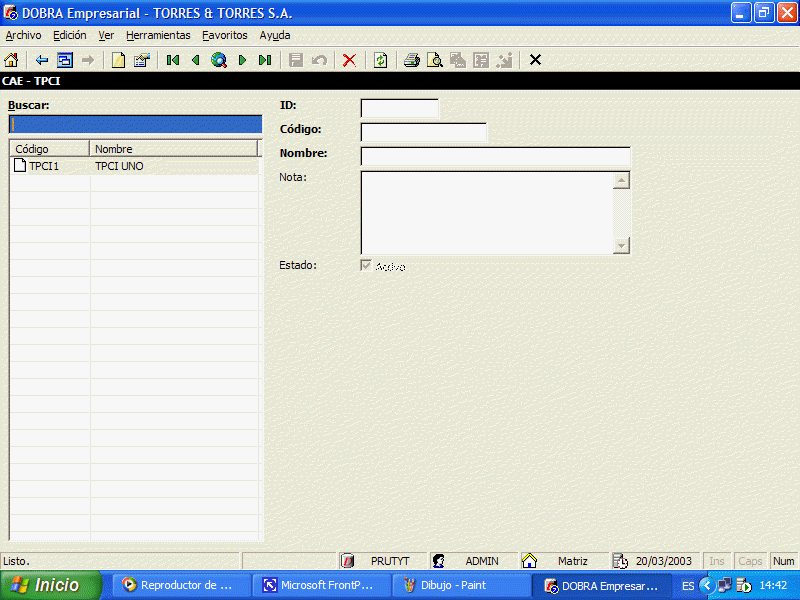 DOBRA Empresarial - TORRES & TORRES S.A.
Archivo Edición Ver Herramientas Favoritos Ayuda
CAE - TPCI
Buscar:
Código Nombre
TPCI1 TPCI UNO
ID:
Código:
Nombre:
Nota:
Estado: Activo
Listo. PRUTYT ADMIN Matriz 20/03/2003 Ins Caps Num
Inicio Reproductor de ... Microsoft FrontP... Dibujo - Paint DOBRA Empresar... ES 14:42